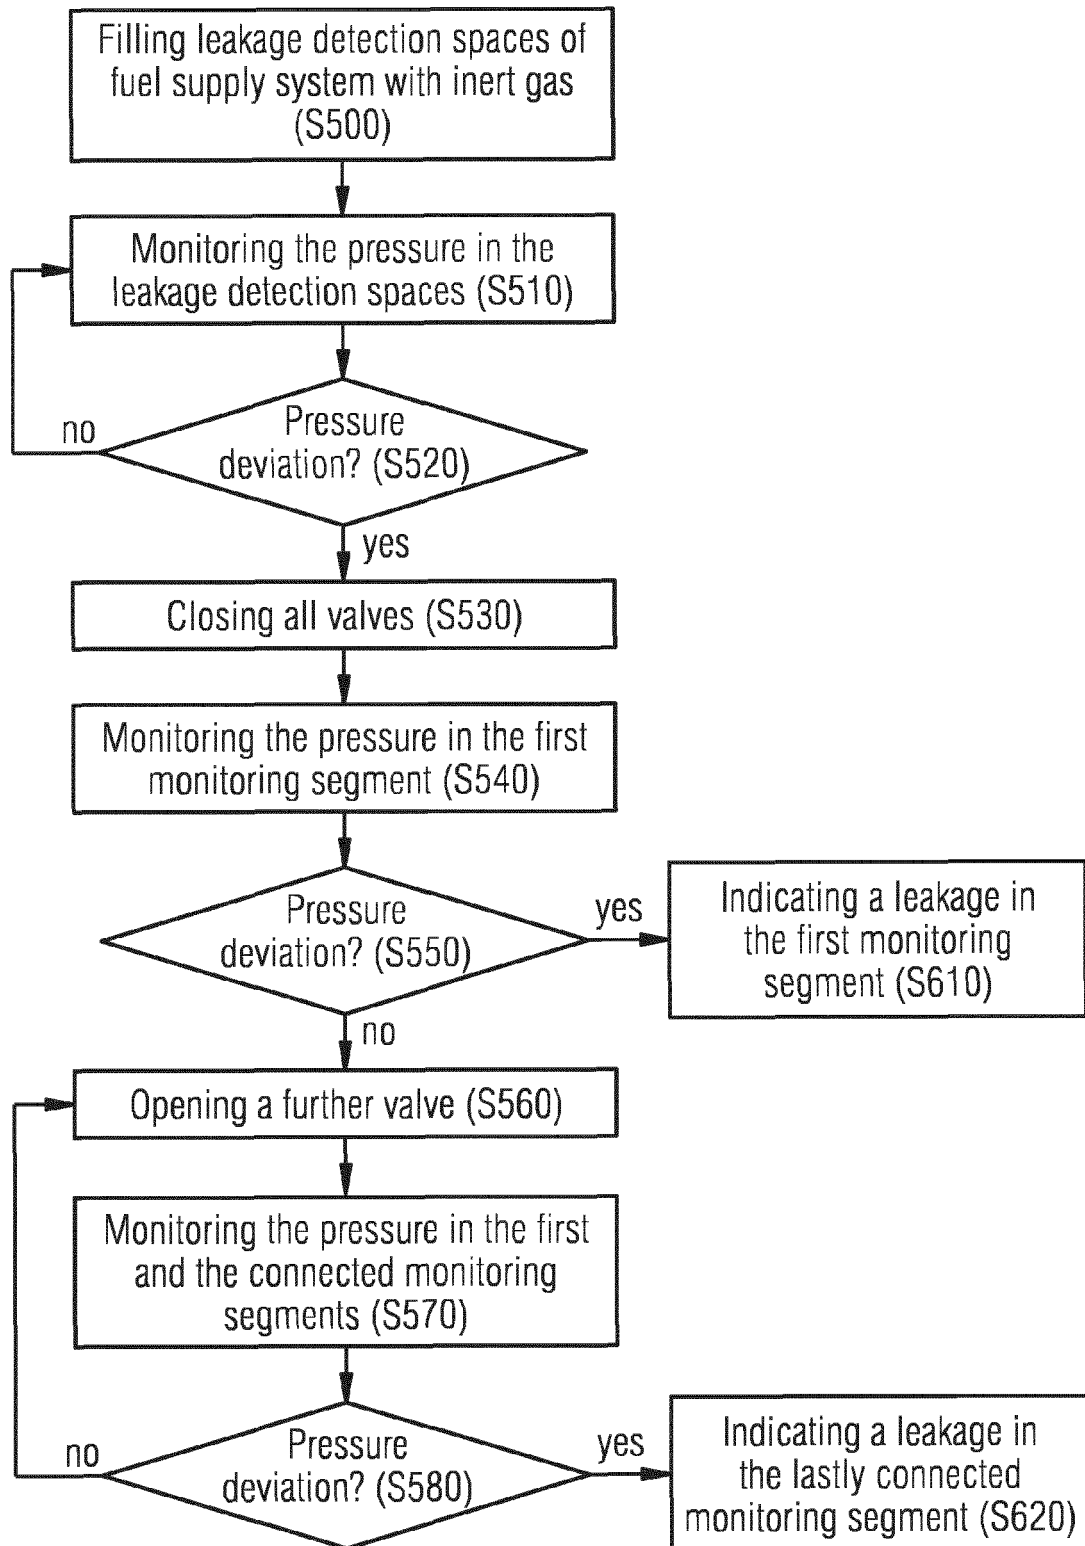 Filling leakage detection spaces of
fuel supply system with inert gas
(S500)
Monitoring the pressure in the
leakage detection spaces (S510)
Pressure
deviation? (S520)
no
yes
Closing all valves (S530)
Monitoring the pressure in the first
monitoring segment (S540)
Pressure
deviation? (S550)
yes
Indicating a leakage in
the first monitoring
segment (S610)
no
Opening a further valve (S560)
Monitoring the pressure in the first
and the connected monitoring
segments (S570)
Pressure
deviation? (S580)
no
yes
Indicating a leakage in
the lastly connected
monitoring segment (S620)